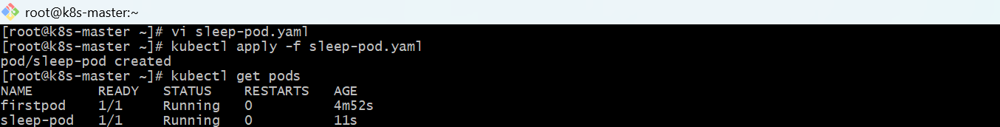 root@k8s-master:~
[root@k8s-master ~]# vi sleep-pod.yaml
[root@k8s-master ~]# kubectl apply -f sleep-pod.yaml
pod/sleep-pod created
[root@k8s-master ~]# kubectl get pods
NAME        READY   STATUS    RESTARTS   AGE
firstpod    1/1     Running   0          4m52s
sleep-pod   1/1     Running   0          11s